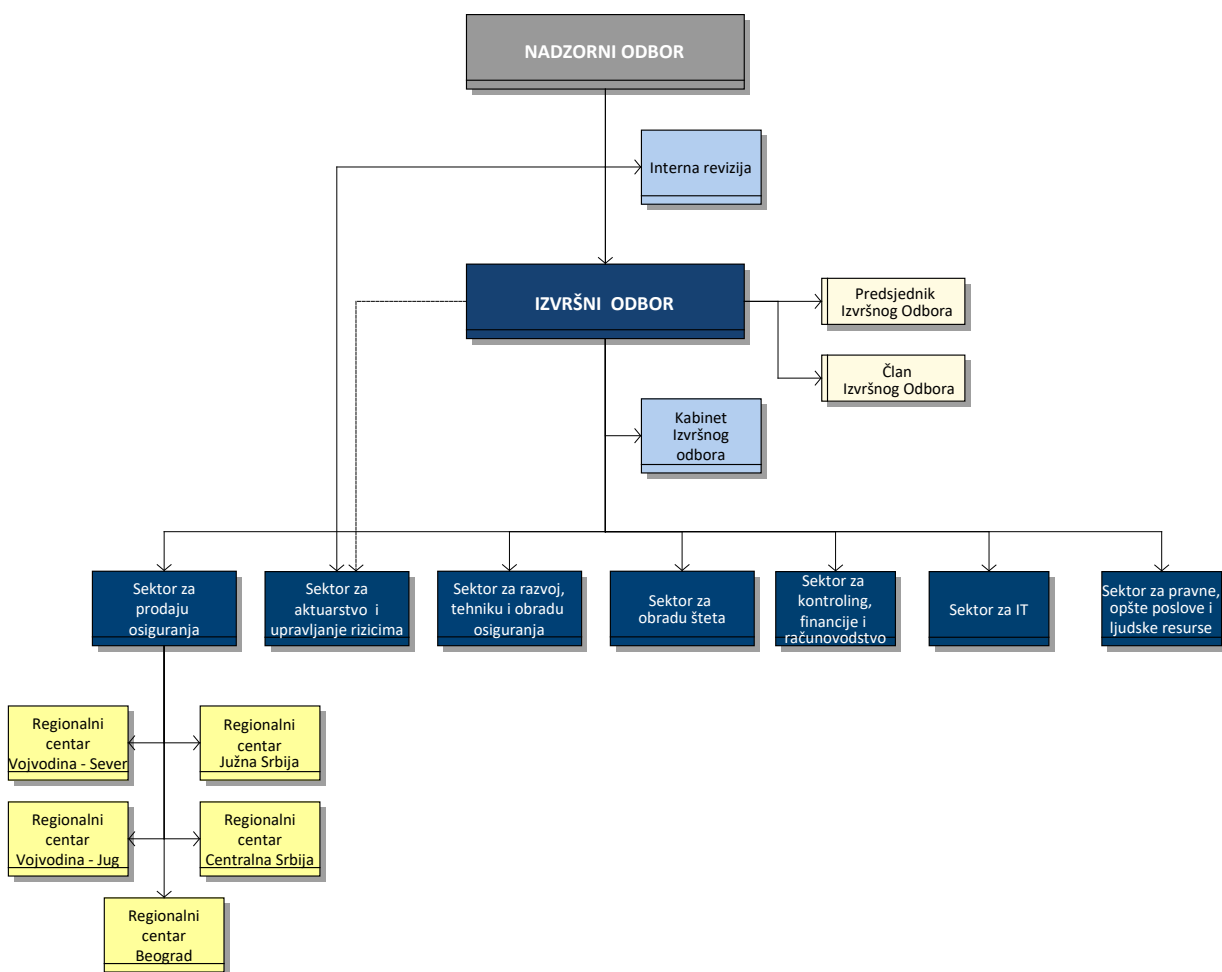 NADZORNI ODBOR
Interna revizija
IZVRŠNI ODBOR
Predsjednik
Izvršnog Odbora
Član
Izvršnog Odbora
Kabinet
Izvršnog
odbora
Sektor za
prodaju
osiguranja
Sektor za
aktuarstvo i
upravljanje rizicima
Sektor za razvoj,
tehniku i obradu
osiguranja
Sektor za
obradu šteta
Sektor za
kontroling,
financije i
računovodstvo
Sektor za IT
Sektor za pravne,
opšte poslove i
ljudske resurse
Regionalni
centar
Vojvodina - Sever
Regionalni
centar
Južna Srbija
Regionalni
centar
Vojvodina - Jug
Regionalni
centar
Centralna Srbija
Regionalni
centar
Beograd